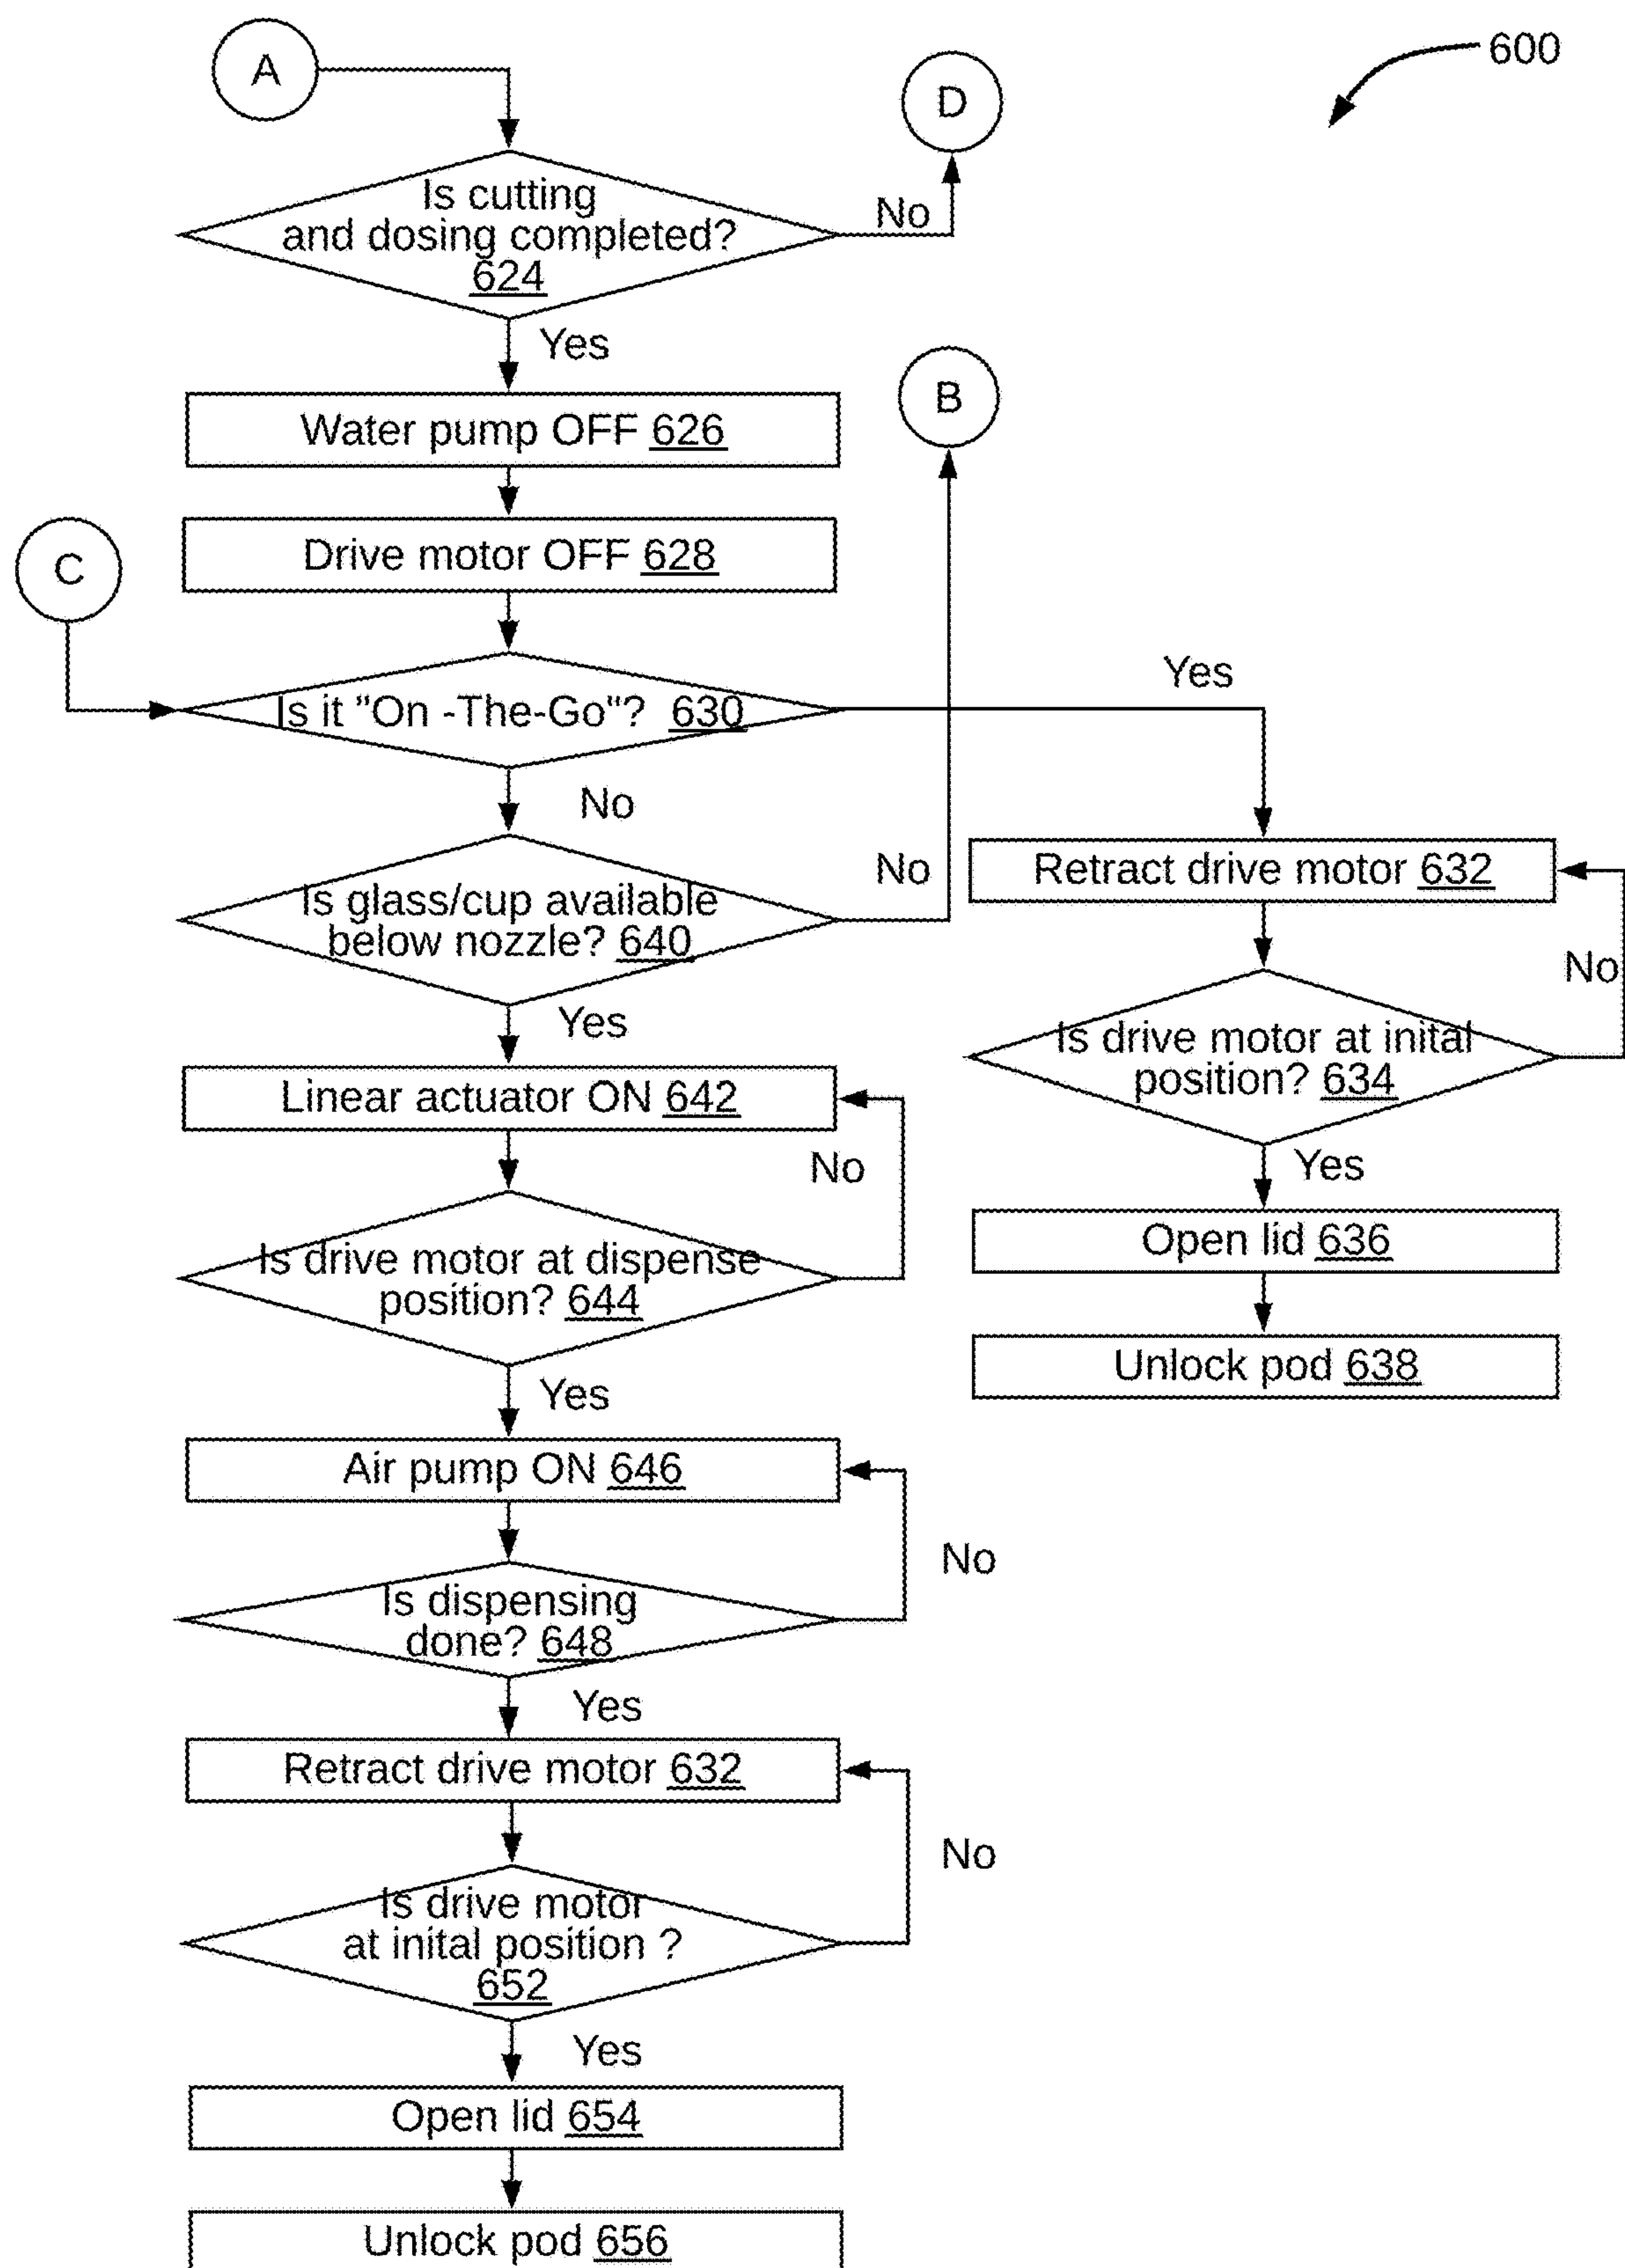 A
D
600
Is cutting
and dosing completed?
624
No
Yes
Water pump OFF 626
B
Drive motor OFF 628
C
Is it "On -The-Go"? 630
Yes
No
Is glass/cup available
below nozzle? 640
No
Yes
Retract drive motor 632
Is drive motor at inital
position? 634
No
Yes
Open lid 636
Unlock pod 638
Linear actuator ON 642
No
Is drive motor at dispense
position? 644
Yes
Air pump ON 646
No
Is dispensing
done? 648
Yes
Retract drive motor 632
No
Is drive motor
at inital position ?
652
Yes
Open lid 654
Unlock pod 656